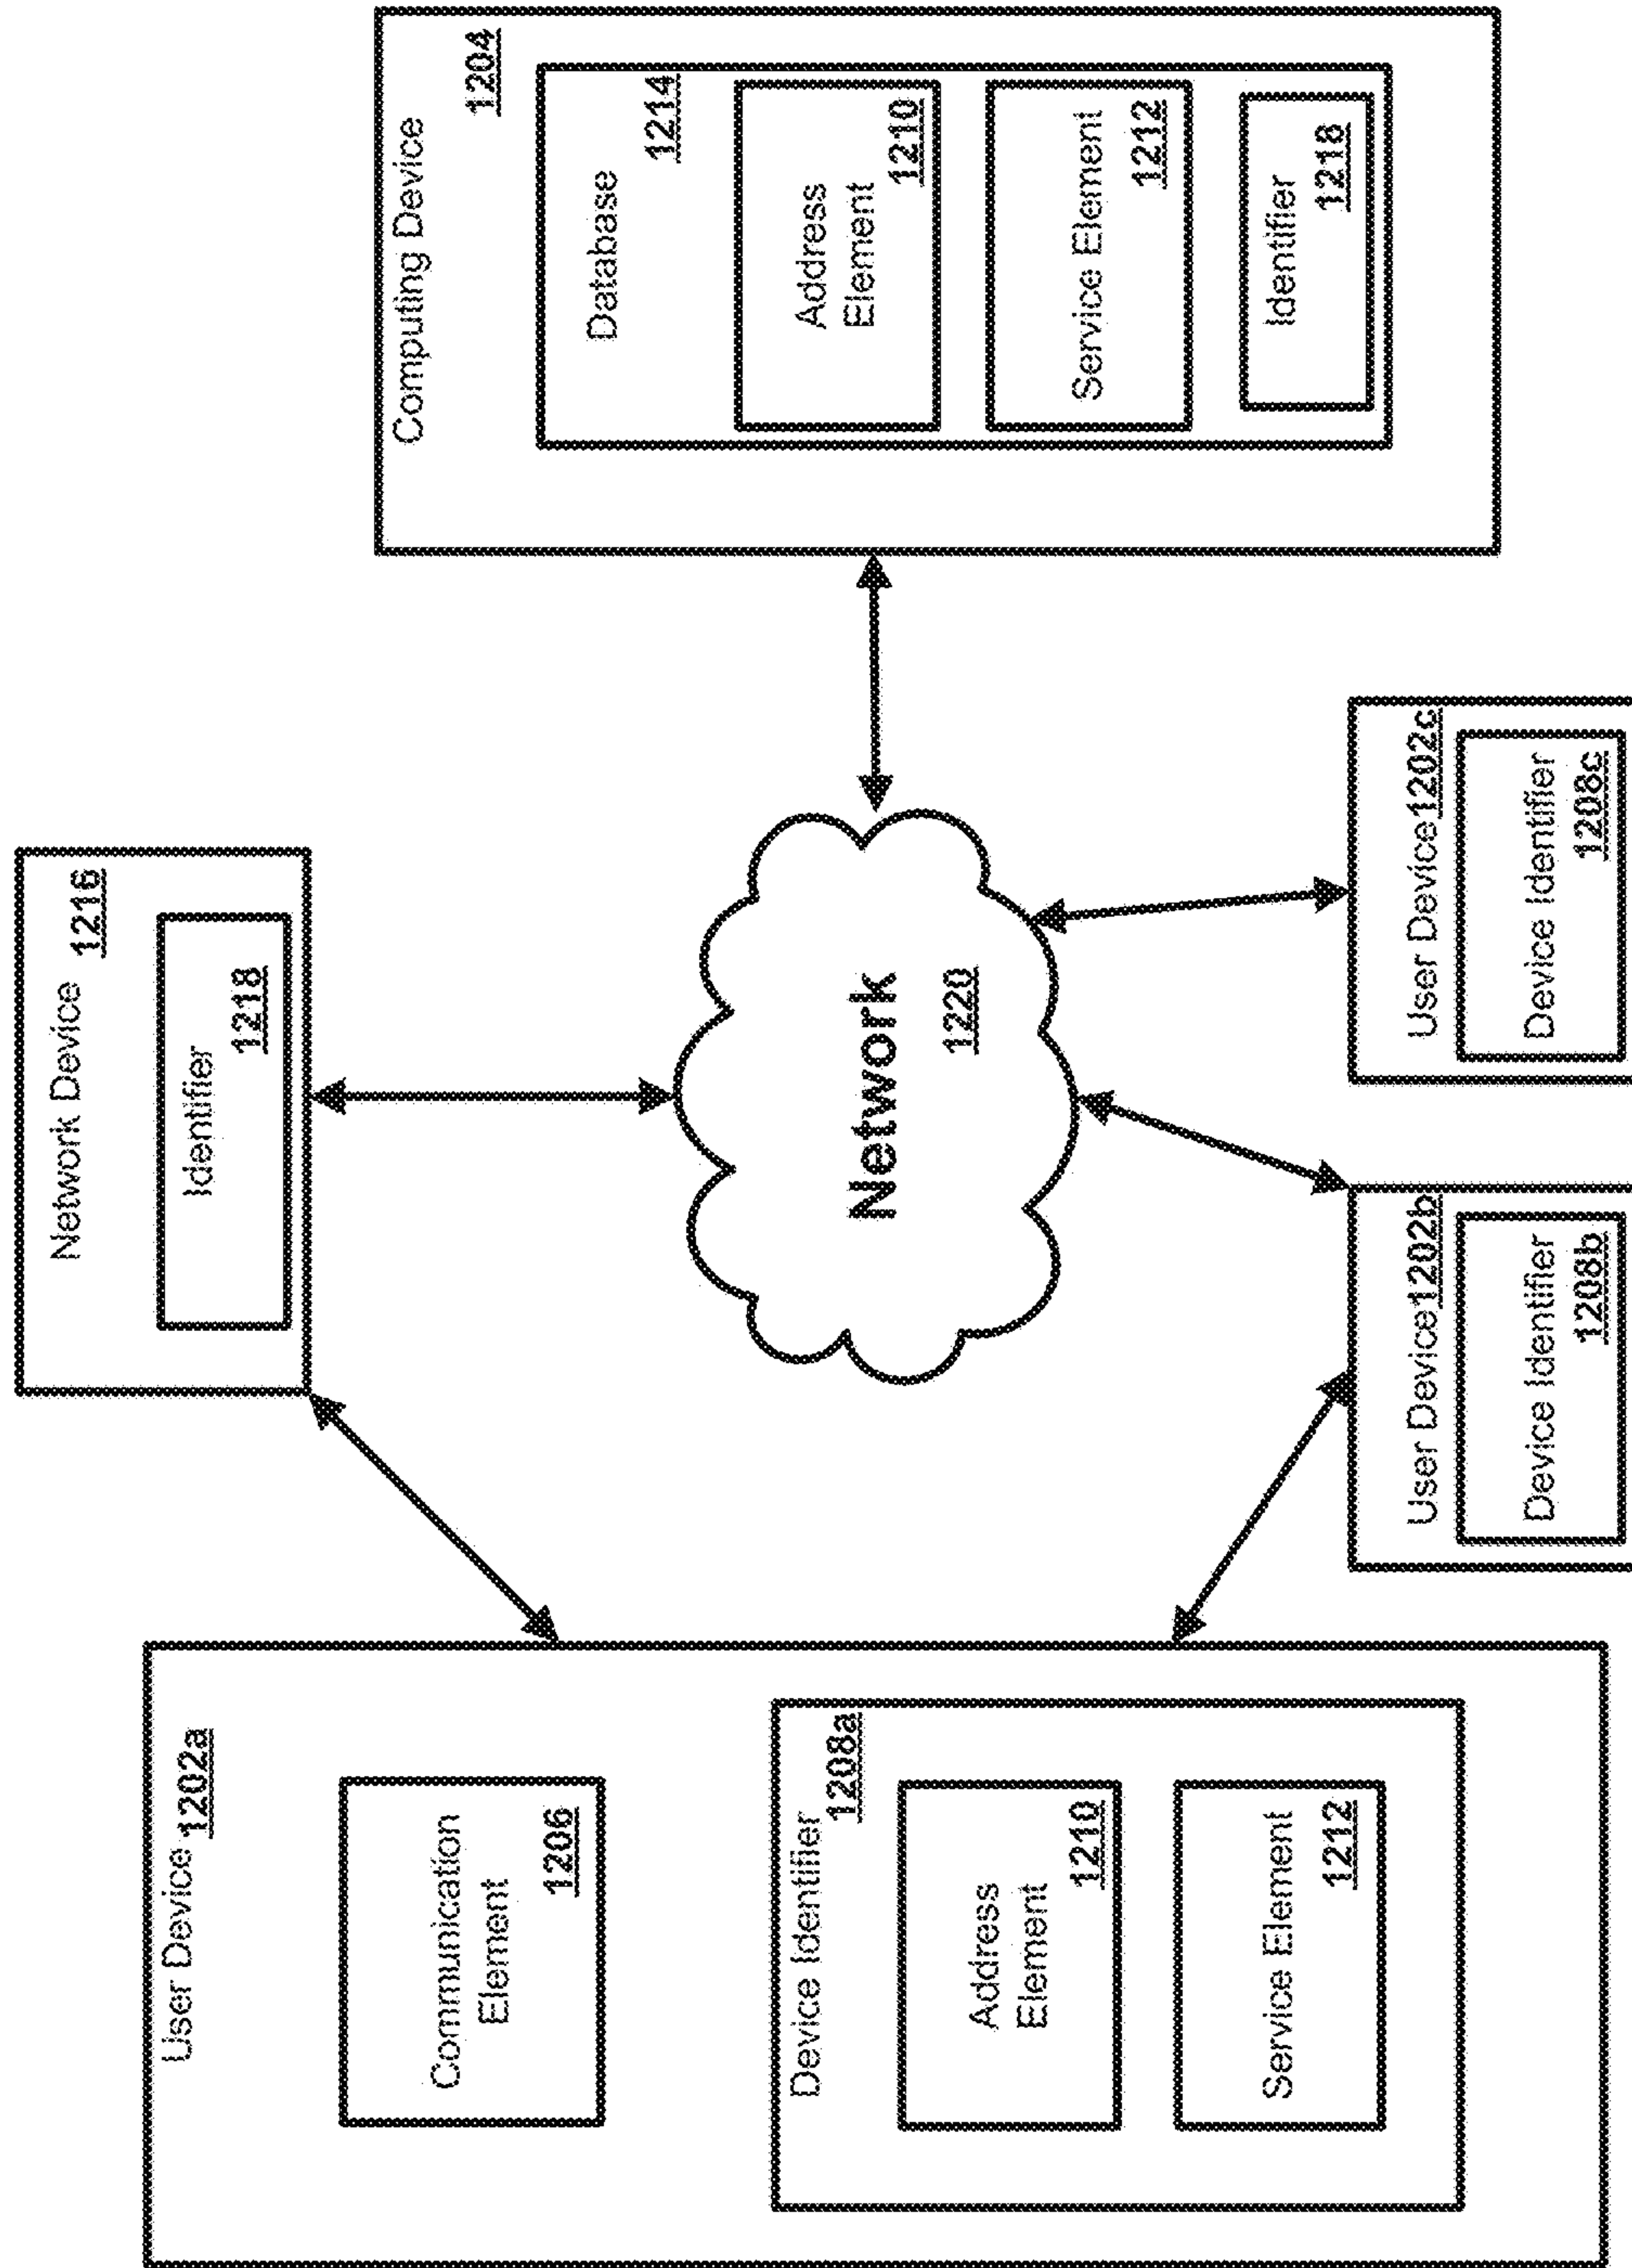 User Device 1202a
Communication
Element
1206
Device Identifier
1208a
Address
Element
1210
Service Element
1212
Network Device
1216
Identifier
1218
Network
1220
User Device 1202b
Device Identifier
1208b
User Device 1202c
Device Identifier
1208c
Computing Device
1204
Database
1214
Address
Element
1210
Service Element
1212
Identifier
1218